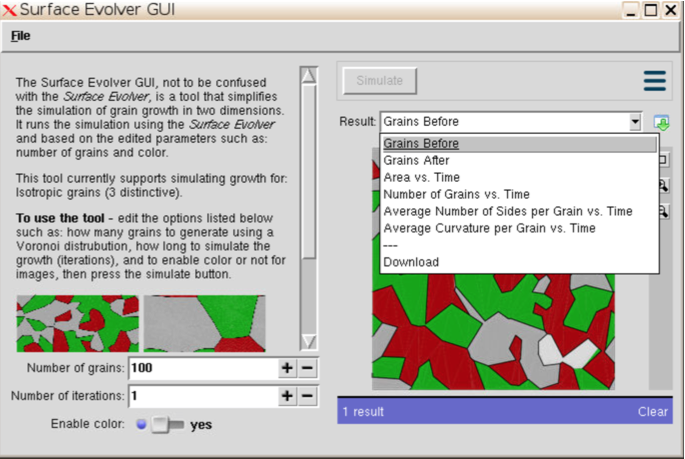 Surface Evolver GUI
File
The Surface Evolver GUI, not to be confused
with the Surface Evolver, is a tool that simplifies
the simulation of grain growth in two dimensions.
It runs the simulation using the Surface Evolver
and based on the edited parameters such as:
number of grains and color.
This tool currently supports simulating growth for:
Isotropic grains (3 distinctive).
To use the tool - edit the options listed below
such as: how many grains to generate using a
Voronoi distrubution, how long to simulate the
growth (iterations), and to enable color or not for
images, then press the simulate button.
Number of grains: 100
Number of iterations: 1
Enable color: yes
Simulate
Result: Grains Before
Grains Before
Grains After
Area vs. Time
Number of Grains vs. Time
Average Number of Sides per Grain vs. Time
Average Curvature per Grain vs. Time
---
Download
1 result Clear